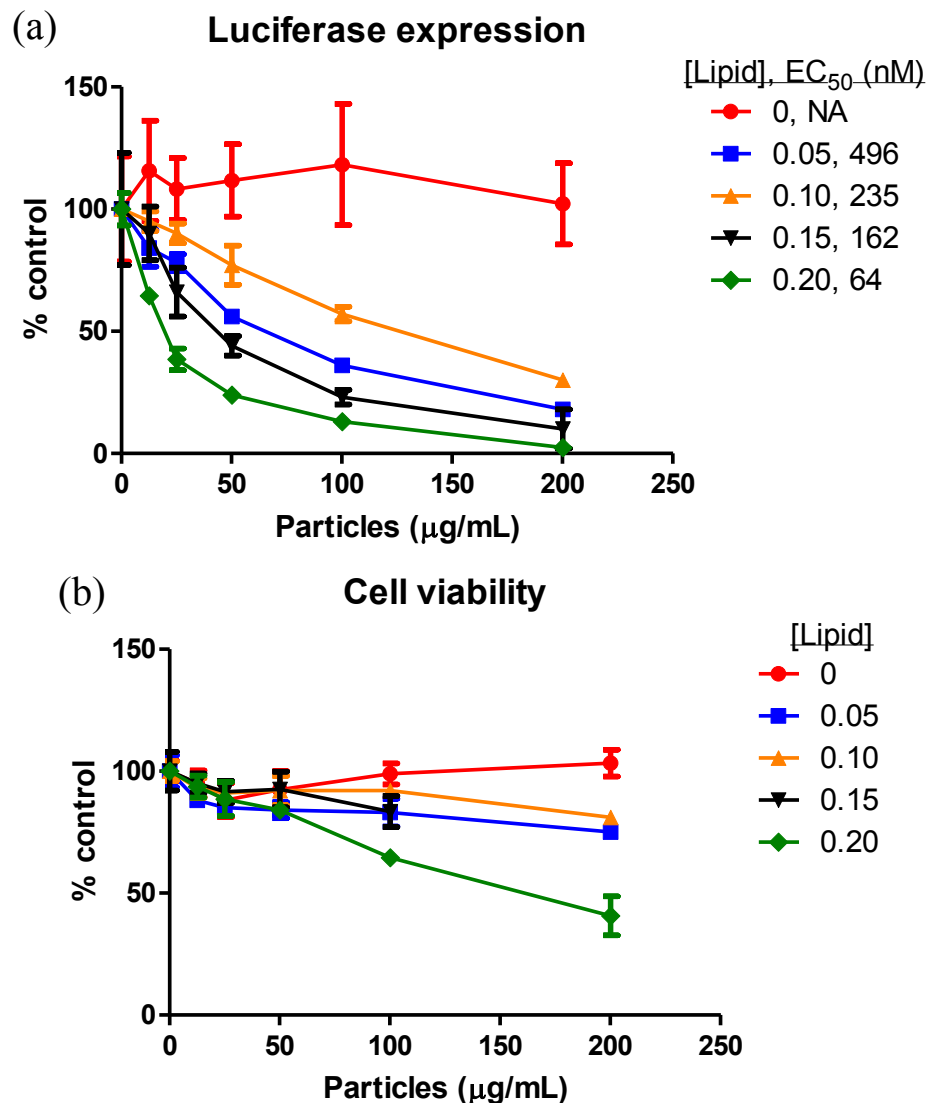 (a)
Luciferase expression
[Lipid], EC50 (nM)
0, NA
0.05, 496
0.10, 235
0.15, 162
0.20, 64
150
100
50
0
% control
0 50 100 150 200 250
Particles (μg/mL)
(b)
Cell viability
[Lipid]
0
0.05
0.10
0.15
0.20
150
100
50
0
% control
0 50 100 150 200 250
Particles (μg/mL)